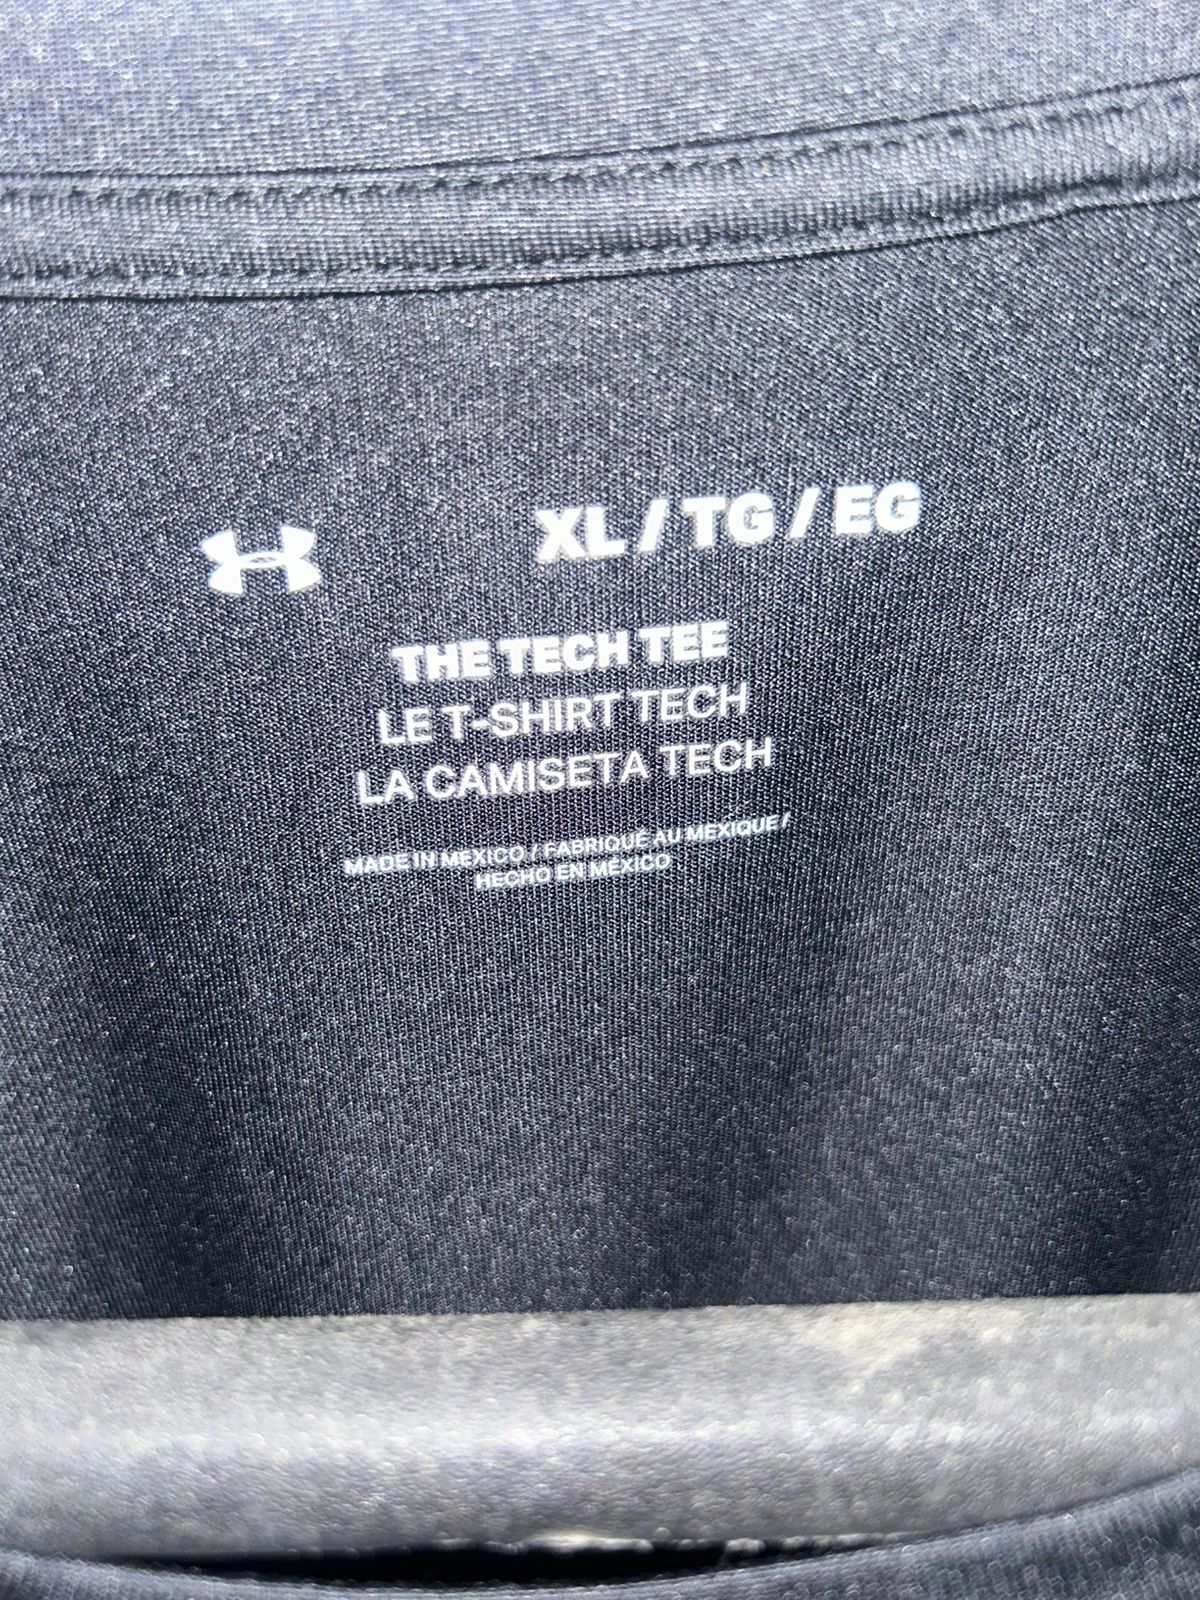 XL / TG / EG
THE TECH TEE
LE T-SHIRT TECH
LA CAMISETA TECH
MADE IN MEXICO / FABRIQUÉ AU MEXIQUE /
HECHO EN MÉXICO